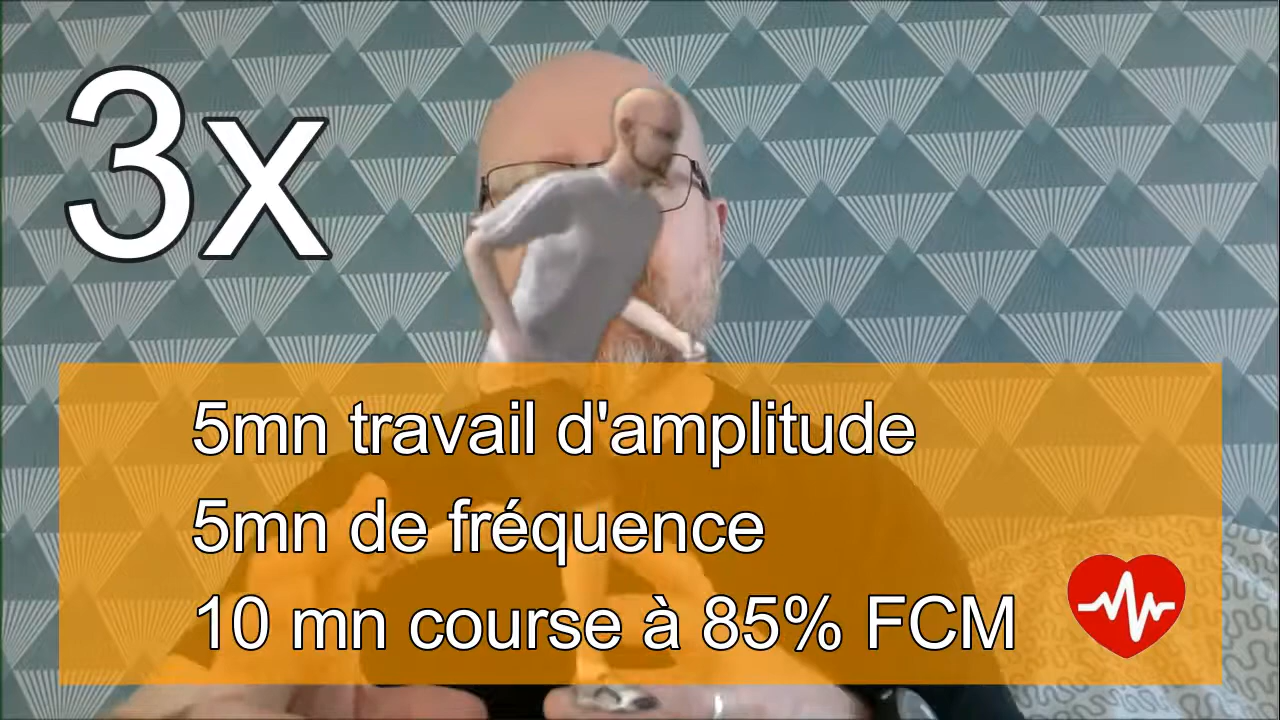 3x
5mn travail d'amplitude
5mn de fréquence
10 mn course à 85% FCM